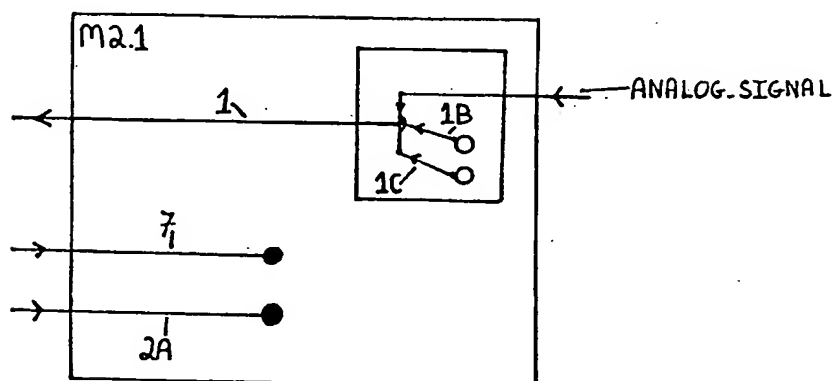 M2.1
ANALOG_SIGNAL
1
1B
1C
7
2A